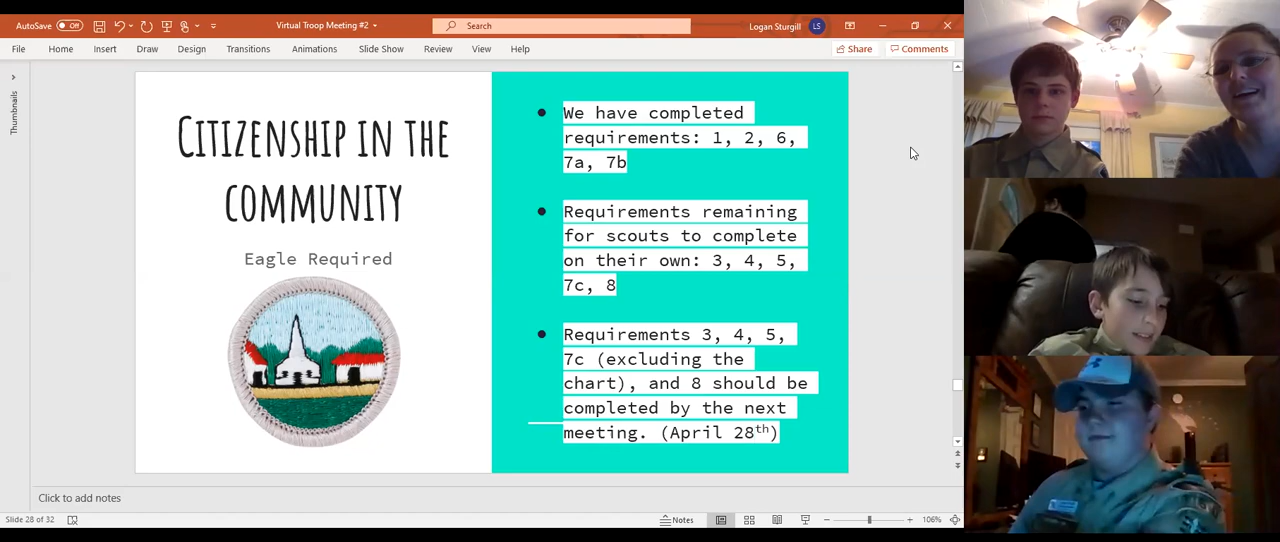 AutoSave Off
Virtual Troop Meeting #2
Search
Logan Sturgill LS
File Home Insert Draw Design Transitions Animations Slide Show Review View Help Share Comments
Thumbnails
CITIZENSHIP IN THE
COMMUNITY
Eagle Required
● We have completed
requirements: 1, 2, 6,
7a, 7b
● Requirements remaining
for scouts to complete
on their own: 3, 4, 5,
7c, 8
● Requirements 3, 4, 5,
7c (excluding the
chart), and 8 should be
completed by the next
meeting. (April 28th)
Click to add notes
Slide 28 of 32 Notes 106%